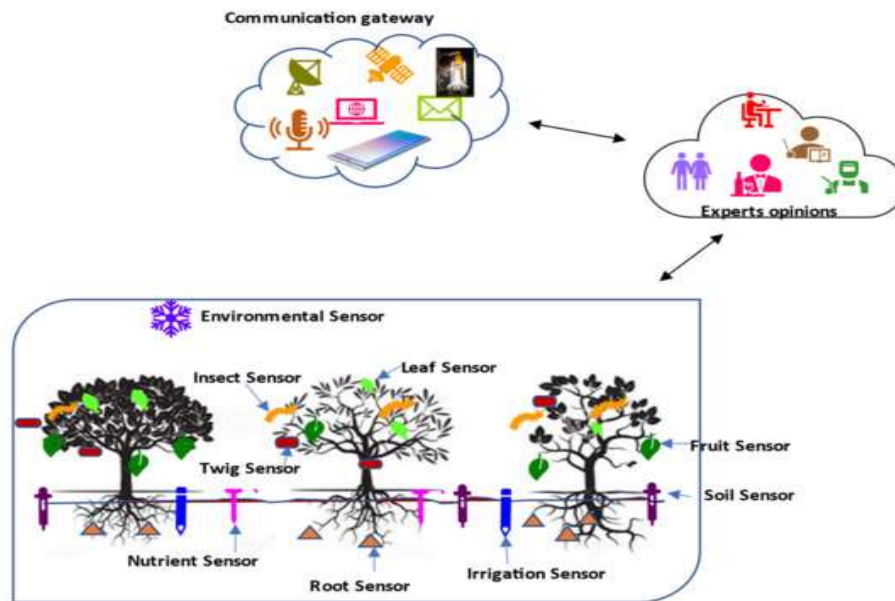 Communication gateway
Experts opinions
Environmental Sensor
Leaf Sensor
Insect Sensor
Fruit Sensor
Twig Sensor
Soil Sensor
Nutrient Sensor
Irrigation Sensor
Root Sensor